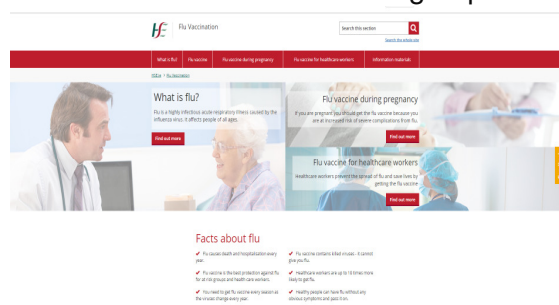 Flu Vaccination
Search this section
Search the whole site
What is flu?
Flu vaccine
Flu vaccine during pregnancy
Flu vaccine for healthcare workers
Information materials
Flu Vaccination
What is flu?
Flu is a highly infectious acute respiratory illness caused by the
influenza virus. It affects people of all ages.
Find out more
Flu vaccine during pregnancy
If you are pregnant you should get the flu vaccine because you
are at increased risk of severe complications from flu.
Find out more
Flu vaccine for healthcare workers
Healthcare workers prevent the spread of flu and save lives by
getting the flu vaccine
Find out more
Facts about flu
Flu causes death and hospitalisation every
year.
Flu vaccine is the best protection against flu
for at risk groups and health care workers.
You need to get flu vaccine every season as
the viruses change every year.
Flu vaccine contains killed viruses - it cannot
give you flu.
Healthcare workers are up to 10 times more
likely to get flu.
Healthy people can have flu without any
obvious symptoms and pass it on.